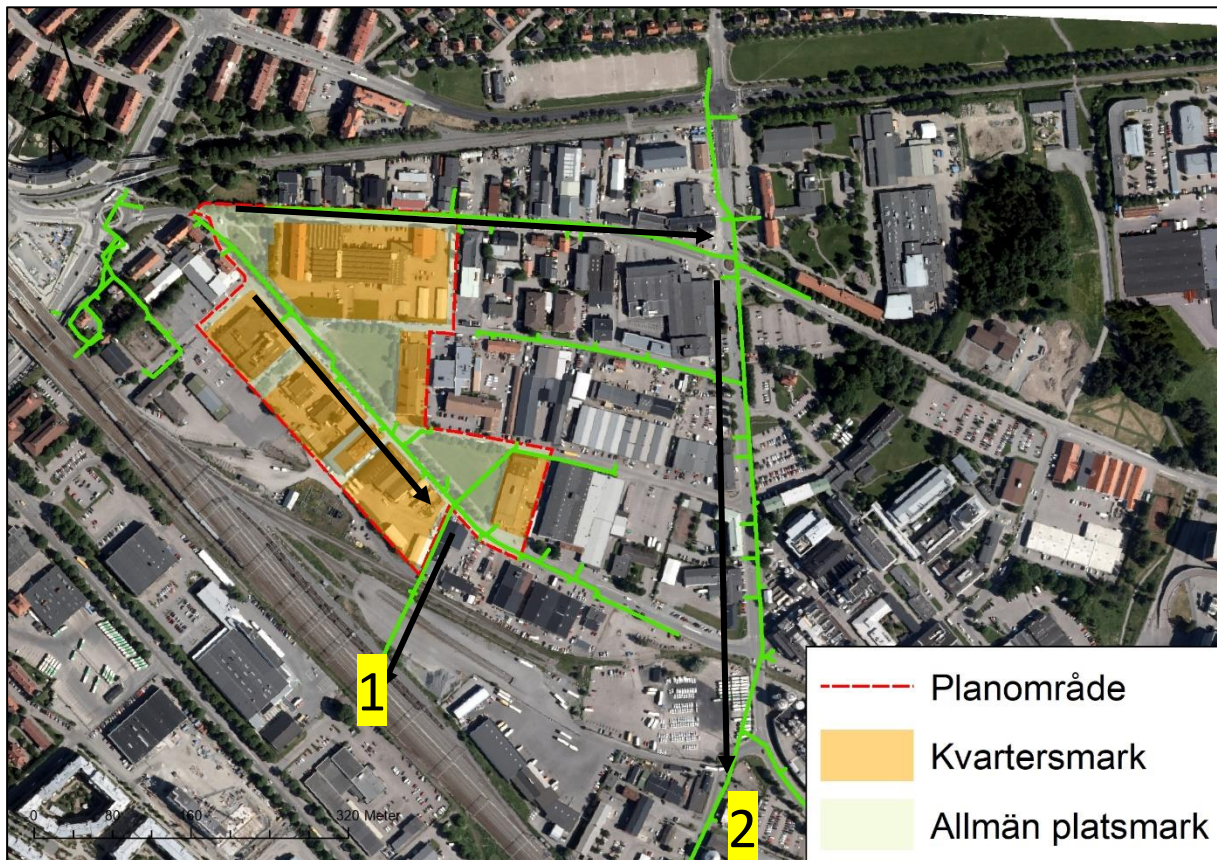 N
1
2
0 80 160 320 Meter
Planområde
Kvartersmark
Allmän platsmark